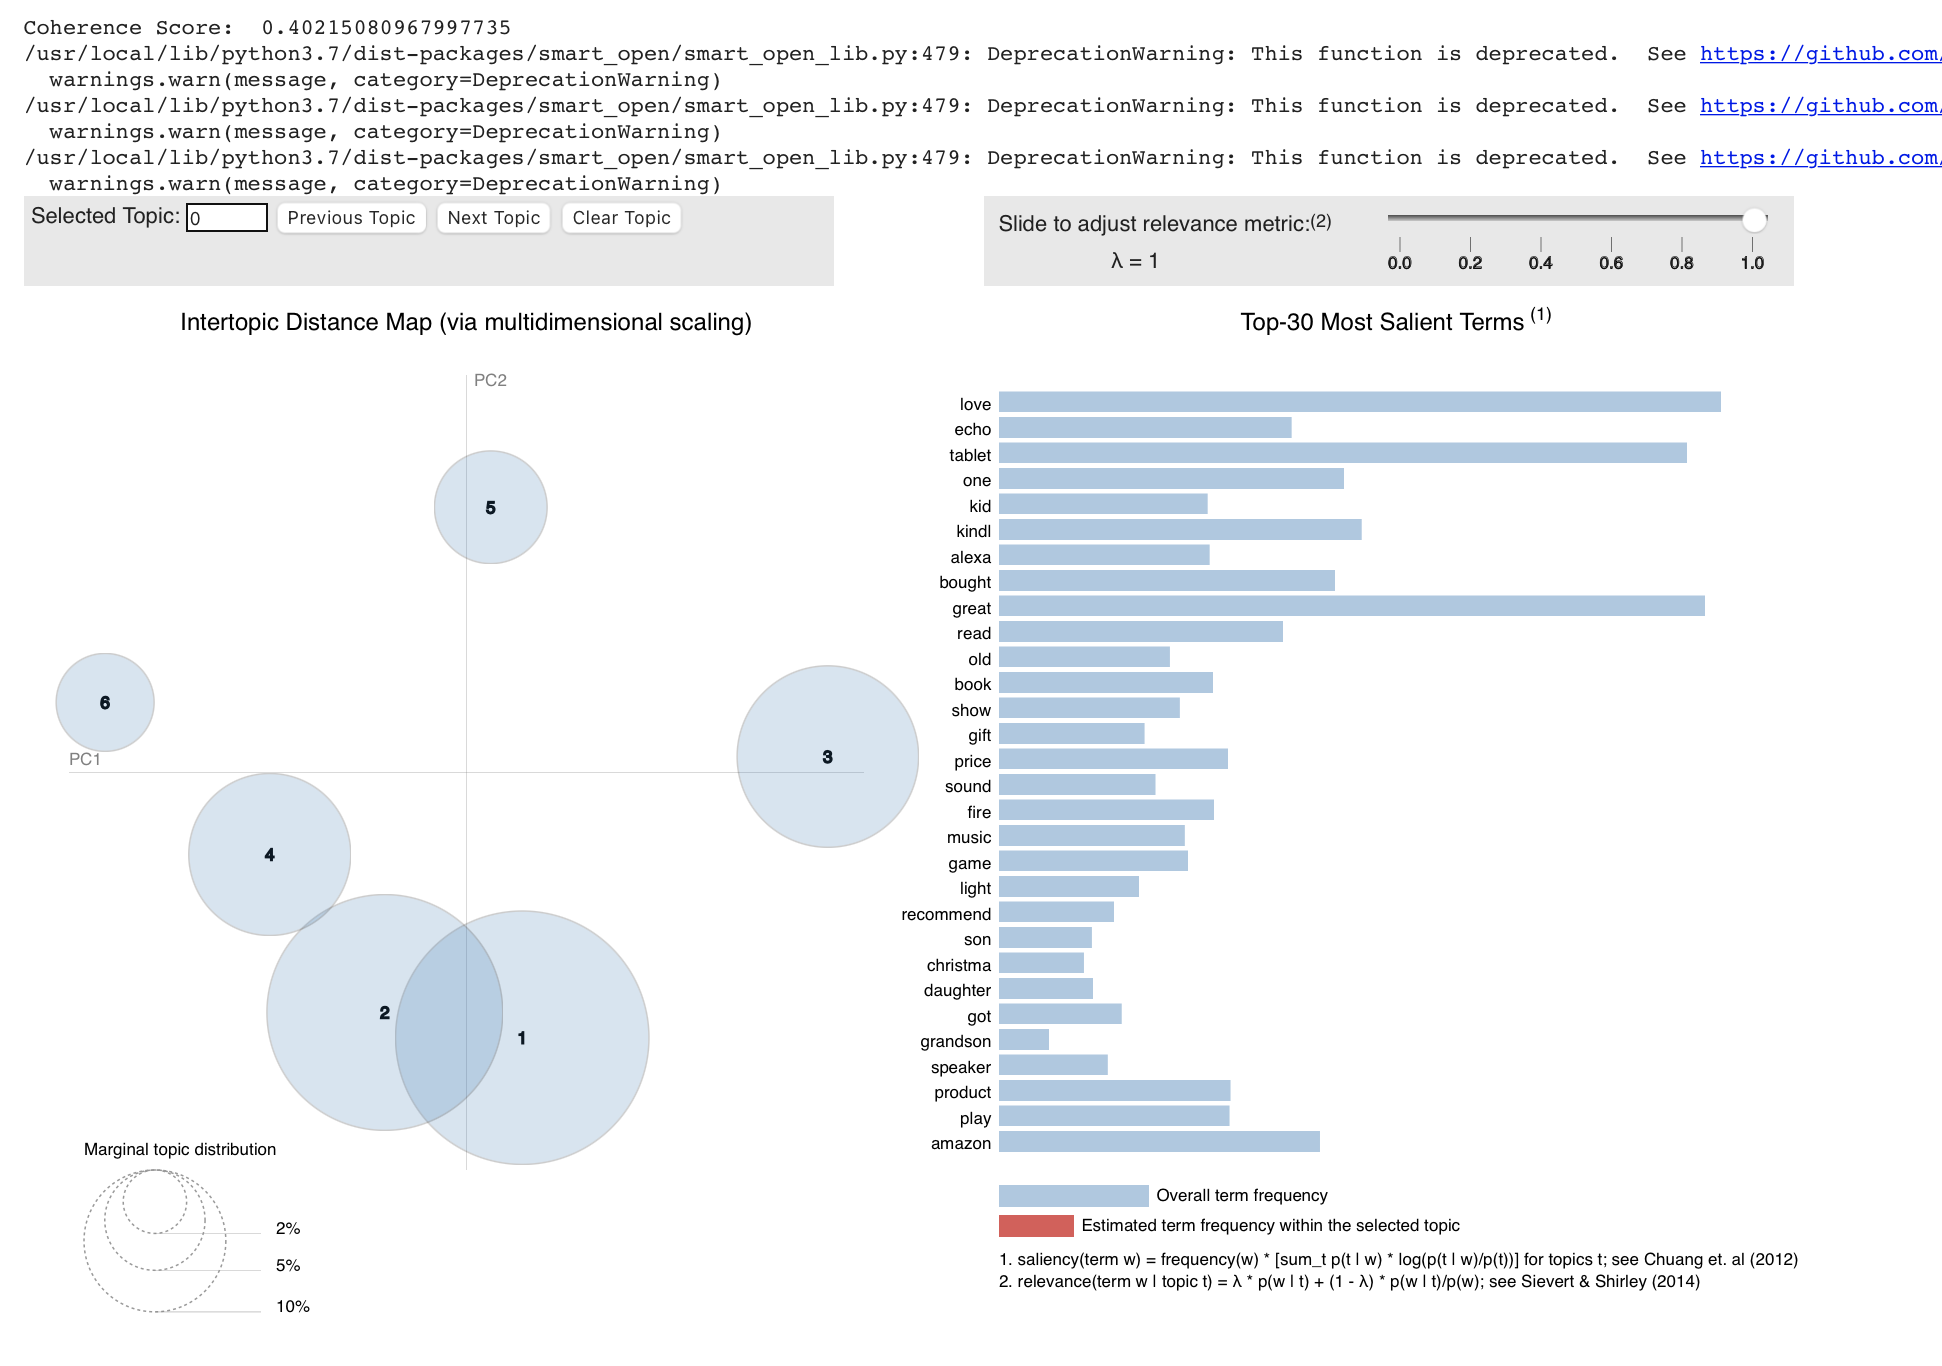 Coherence Score:  0.40215080967997735
/usr/local/lib/python3.7/dist-packages/smart_open/smart_open_lib.py:479: DeprecationWarning: This function is deprecated.  See https://github.com/
  warnings.warn(message, category=DeprecationWarning)
/usr/local/lib/python3.7/dist-packages/smart_open/smart_open_lib.py:479: DeprecationWarning: This function is deprecated.  See https://github.com/
  warnings.warn(message, category=DeprecationWarning)
/usr/local/lib/python3.7/dist-packages/smart_open/smart_open_lib.py:479: DeprecationWarning: This function is deprecated.  See https://github.com/
  warnings.warn(message, category=DeprecationWarning)
Selected Topic: 0 Previous Topic Next Topic Clear Topic
Slide to adjust relevance metric:(2)
λ = 1
0.0 0.2 0.4 0.6 0.8 1.0
Intertopic Distance Map (via multidimensional scaling)
PC2
5
6
PC1
3
4
2
1
Marginal topic distribution
2%
5%
10%
Top-30 Most Salient Terms (1)
love
echo
tablet
one
kid
kindl
alexa
bought
great
read
old
book
show
gift
price
sound
fire
music
game
light
recommend
son
christma
daughter
got
grandson
speaker
product
play
amazon
Overall term frequency
Estimated term frequency within the selected topic
1. saliency(term w) = frequency(w) * [sum_t p(t | w) * log(p(t | w)/p(t))] for topics t; see Chuang et. al (2012)
2. relevance(term w | topic t) = λ * p(w | t) + (1 - λ) * p(w | t)/p(w); see Sievert & Shirley (2014)